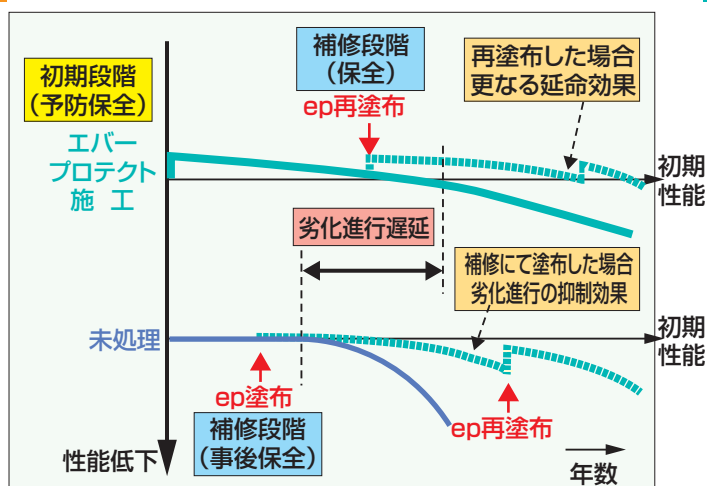 初期段階
(予防保全)
エバー
プロテクト
施　工
補修段階
(保全)
ep再塗布
再塗布した場合
更なる延命効果
初期
性能
劣化進行遅延
補修にて塗布した場合
劣化進行の抑制効果
未処理
初期
性能
ep塗布
補修段階
(事後保全)
ep再塗布
性能低下
年数